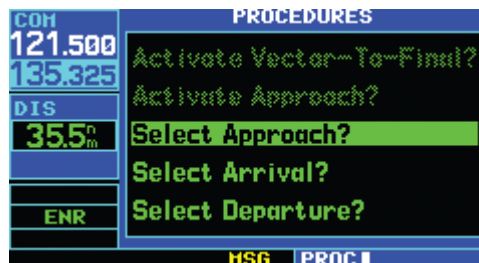 COM
121.500
135.325
DIS
35.5nm
ENR
PROCEDURES
Activate Vector-To-Final?
Activate Approach?
Select Approach?
Select Arrival?
Select Departure?
MSG PROC